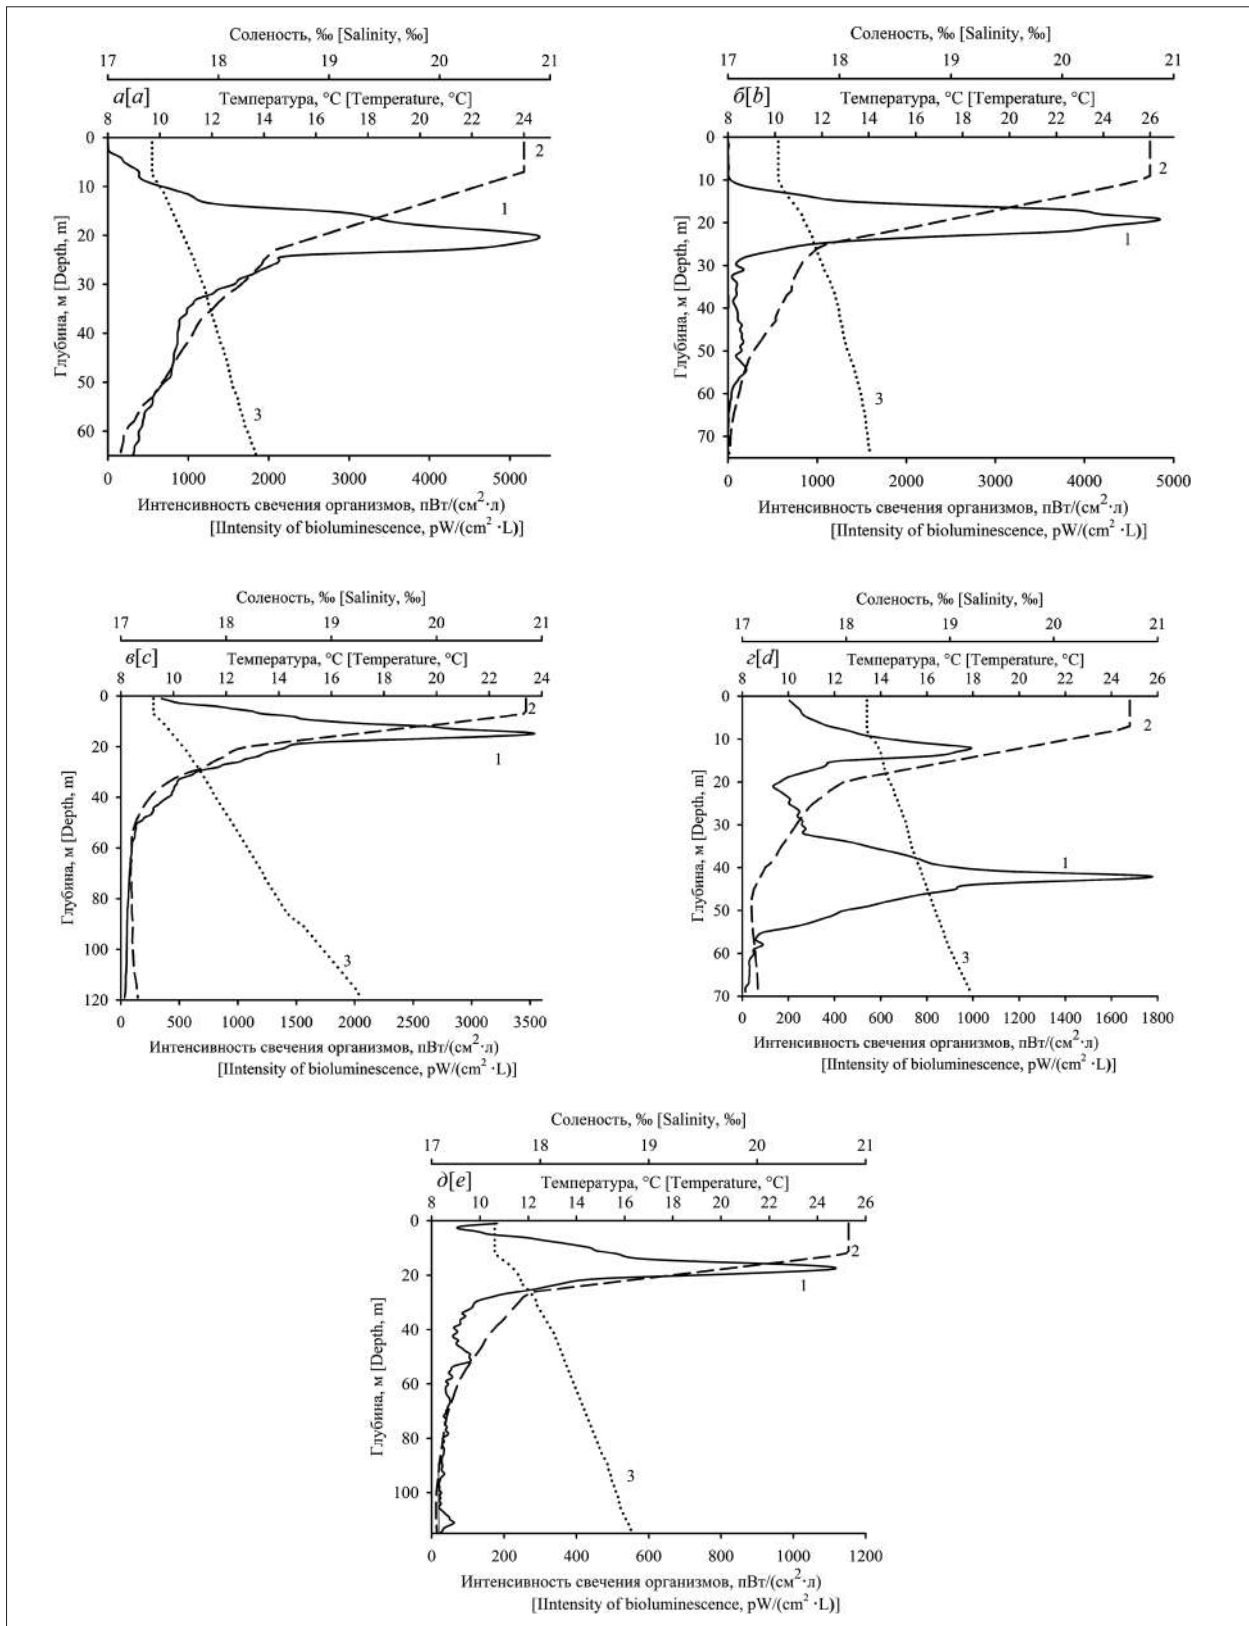 Соленость, ‰ [Salinity, ‰]
17 18 19 20 21
a[a] Температура, °C [Temperature, °C]
8 10 12 14 16 18 20 22 24
0
10
20
30
40
50
60
Глубина, м [Depth, m]
2
1
3
0 1000 2000 3000 4000 5000
Интенсивность свечения организмов, пВт/(см²·л)
[IIntensity of bioluminescence, pW/(cm² ·L)]
Соленость, ‰ [Salinity, ‰]
17 18 19 20 21
б[b] Температура, °C [Temperature, °C]
8 10 12 14 16 18 20 22 24 26
0
10
20
30
40
50
60
70
Глубина, м [Depth, m]
2
1
3
0 1000 2000 3000 4000 5000
Интенсивность свечения организмов, пВт/(см²·л)
[IIntensity of bioluminescence, pW/(cm² ·L)]
Соленость, ‰ [Salinity, ‰]
17 18 19 20 21
в[c] Температура, °C [Temperature, °C]
8 10 12 14 16 18 20 22 24
0
20
40
60
80
100
120
Глубина, м [Depth, m]
2
1
3
0 500 1000 1500 2000 2500 3000 3500
Интенсивность свечения организмов, пВт/(см²·л)
[IIntensity of bioluminescence, pW/(cm² ·L)]
Соленость, ‰ [Salinity, ‰]
17 18 19 20 21
г[d] Температура, °C [Temperature, °C]
8 10 12 14 16 18 20 22 24 26
0
10
20
30
40
50
60
70
Глубина, м [Depth, m]
2
1
3
0 200 400 600 800 1000 1200 1400 1600 1800
Интенсивность свечения организмов, пВт/(см²·л)
[IIntensity of bioluminescence, pW/(cm² ·L)]
Соленость, ‰ [Salinity, ‰]
17 18 19 20 21
д[e] Температура, °C [Temperature, °C]
8 10 12 14 16 18 20 22 24 26
0
20
40
60
80
100
Глубина, м [Depth, m]
2
1
3
0 200 400 600 800 1000 1200
Интенсивность свечения организмов, пВт/(см²·л)
[IIntensity of bioluminescence, pW/(cm² ·L)]